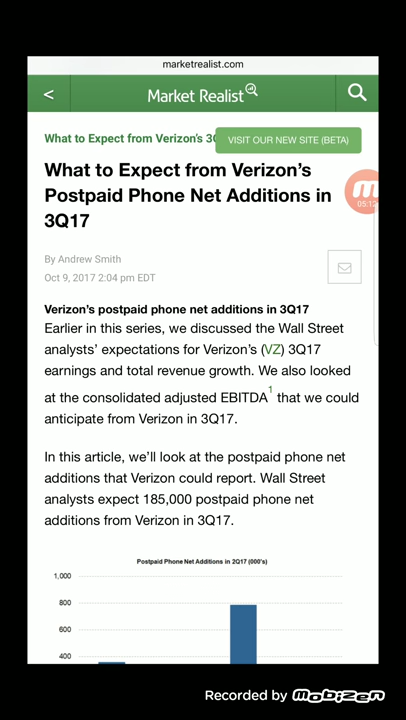 marketrealist.com
< Market Realist
What to Expect from Verizon's 3Q
VISIT OUR NEW SITE (BETA)
What to Expect from Verizon's
Postpaid Phone Net Additions in
3Q17
05:12
By Andrew Smith
Oct 9, 2017 2:04 pm EDT
Verizon's postpaid phone net additions in 3Q17
Earlier in this series, we discussed the Wall Street
analysts' expectations for Verizon's (VZ) 3Q17
earnings and total revenue growth. We also looked
at the consolidated adjusted EBITDA1 that we could
anticipate from Verizon in 3Q17.
In this article, we'll look at the postpaid phone net
additions that Verizon could report. Wall Street
analysts expect 185,000 postpaid phone net
additions from Verizon in 3Q17.
Postpaid Phone Net Additions in 2Q17 (000's)
1,000
800
600
400
Recorded by Mobizen